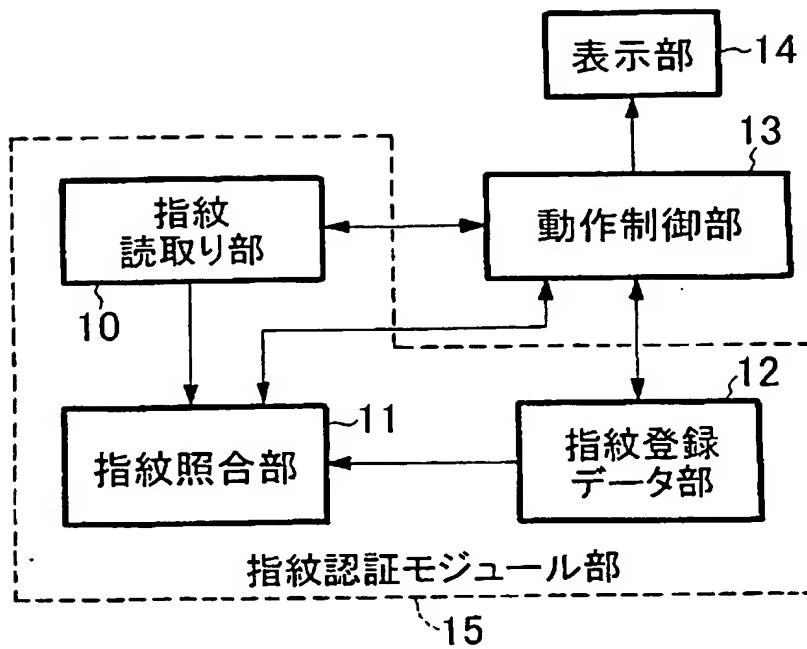 表示部
14
13
指紋
読取り部
動作制御部
10
12
11
指紋照合部
指紋登録
データ部
指紋認証モジュール部
15